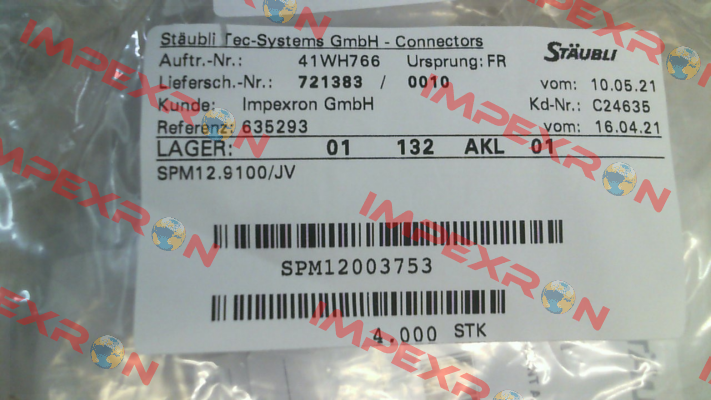 Stäubli Tec-Systems GmbH - Connectors
STÄUBLI
Auftr.-Nr.: 41WH766 Ursprung: FR
Liefersch.-Nr.: 721383 / 0010 vom: 10.05.21
Kunde: Impexron GmbH Kd-Nr.: C24635
Referenz: 635293 vom: 16.04.21
LAGER: 01 132 AKL 01
SPM12.9100/JV
SPM12003753
4.000 STK
IMPEXRON
IMPEXRON
IMPEXRON
IMPEXRON
IMPEXRON